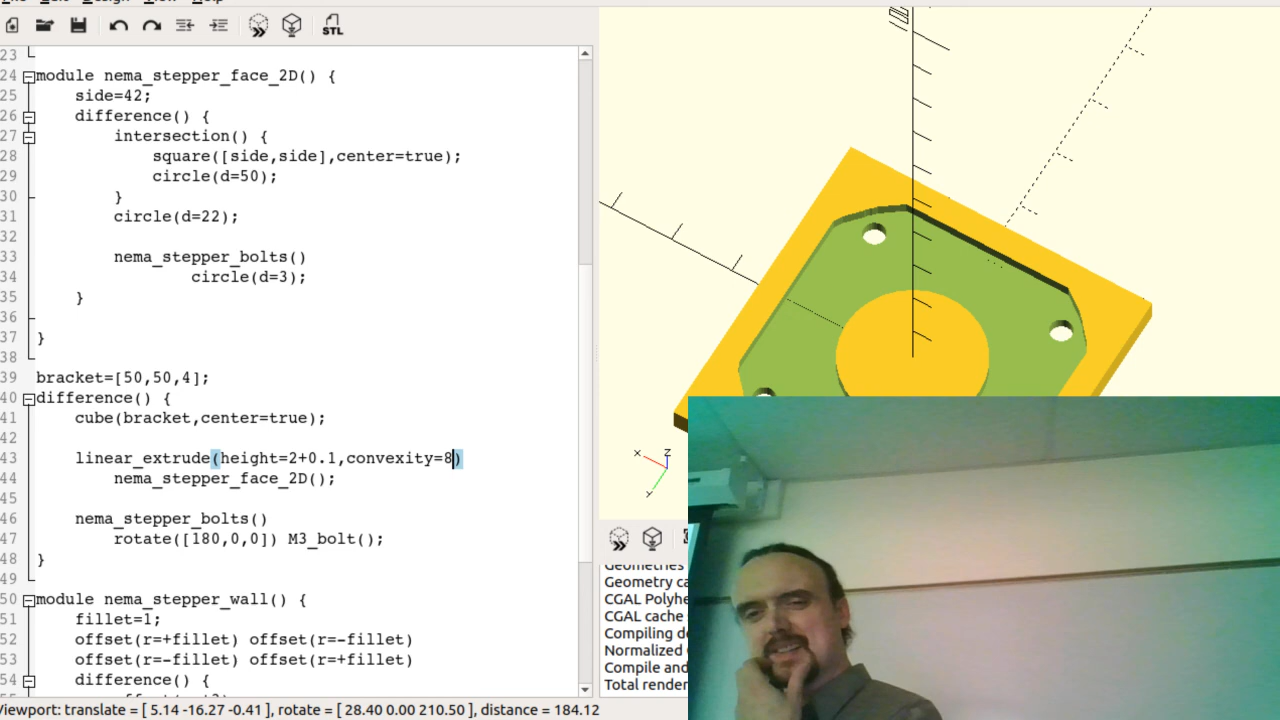 STL
23
24 module nema_stepper_face_2D() {
25 side=42;
26 difference() {
27 intersection() {
28 square([side,side],center=true);
29 circle(d=50);
30 }
31 circle(d=22);
32
33 nema_stepper_bolts()
34 circle(d=3);
35 }
36
37 }
38
39 bracket=[50,50,4];
40 difference() {
41 cube(bracket,center=true);
42
43 linear_extrude(height=2+0.1,convexity=8)
44 nema_stepper_face_2D();
45
46 nema_stepper_bolts()
47 rotate([180,0,0]) M3_bolt();
48 }
49
50 module nema_stepper_wall() {
51 fillet=1;
52 offset(r=+fillet) offset(r=-fillet)
53 offset(r=-fillet) offset(r=+fillet)
54 difference() {
x
z
y
Geometries
Geometry ca
CGAL Polyhe
CGAL cache
Compiling de
Normalized
Compile and
Total render
iewport: translate = [ 5.14 -16.27 -0.41 ], rotate = [ 28.40 0.00 210.50 ], distance = 184.12